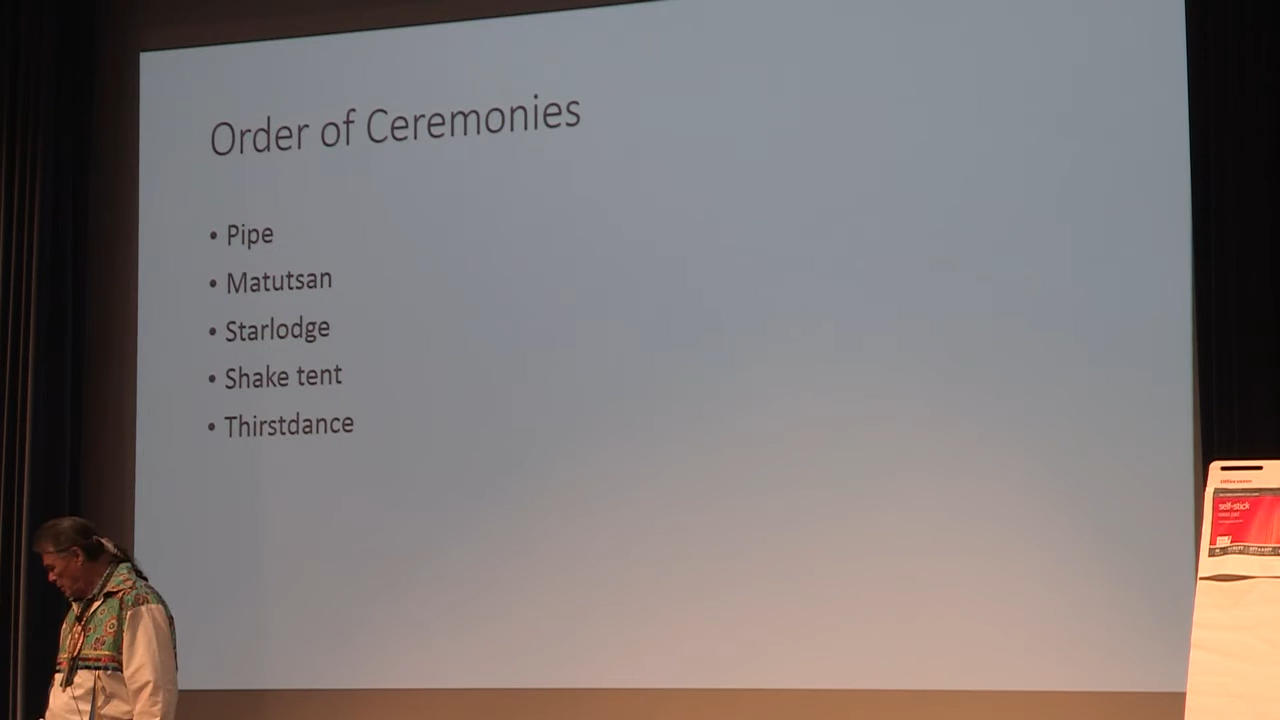 Order of Ceremonies
• Pipe
• Matutsan
• Starlodge
• Shake tent
• Thirstdance
self-stick